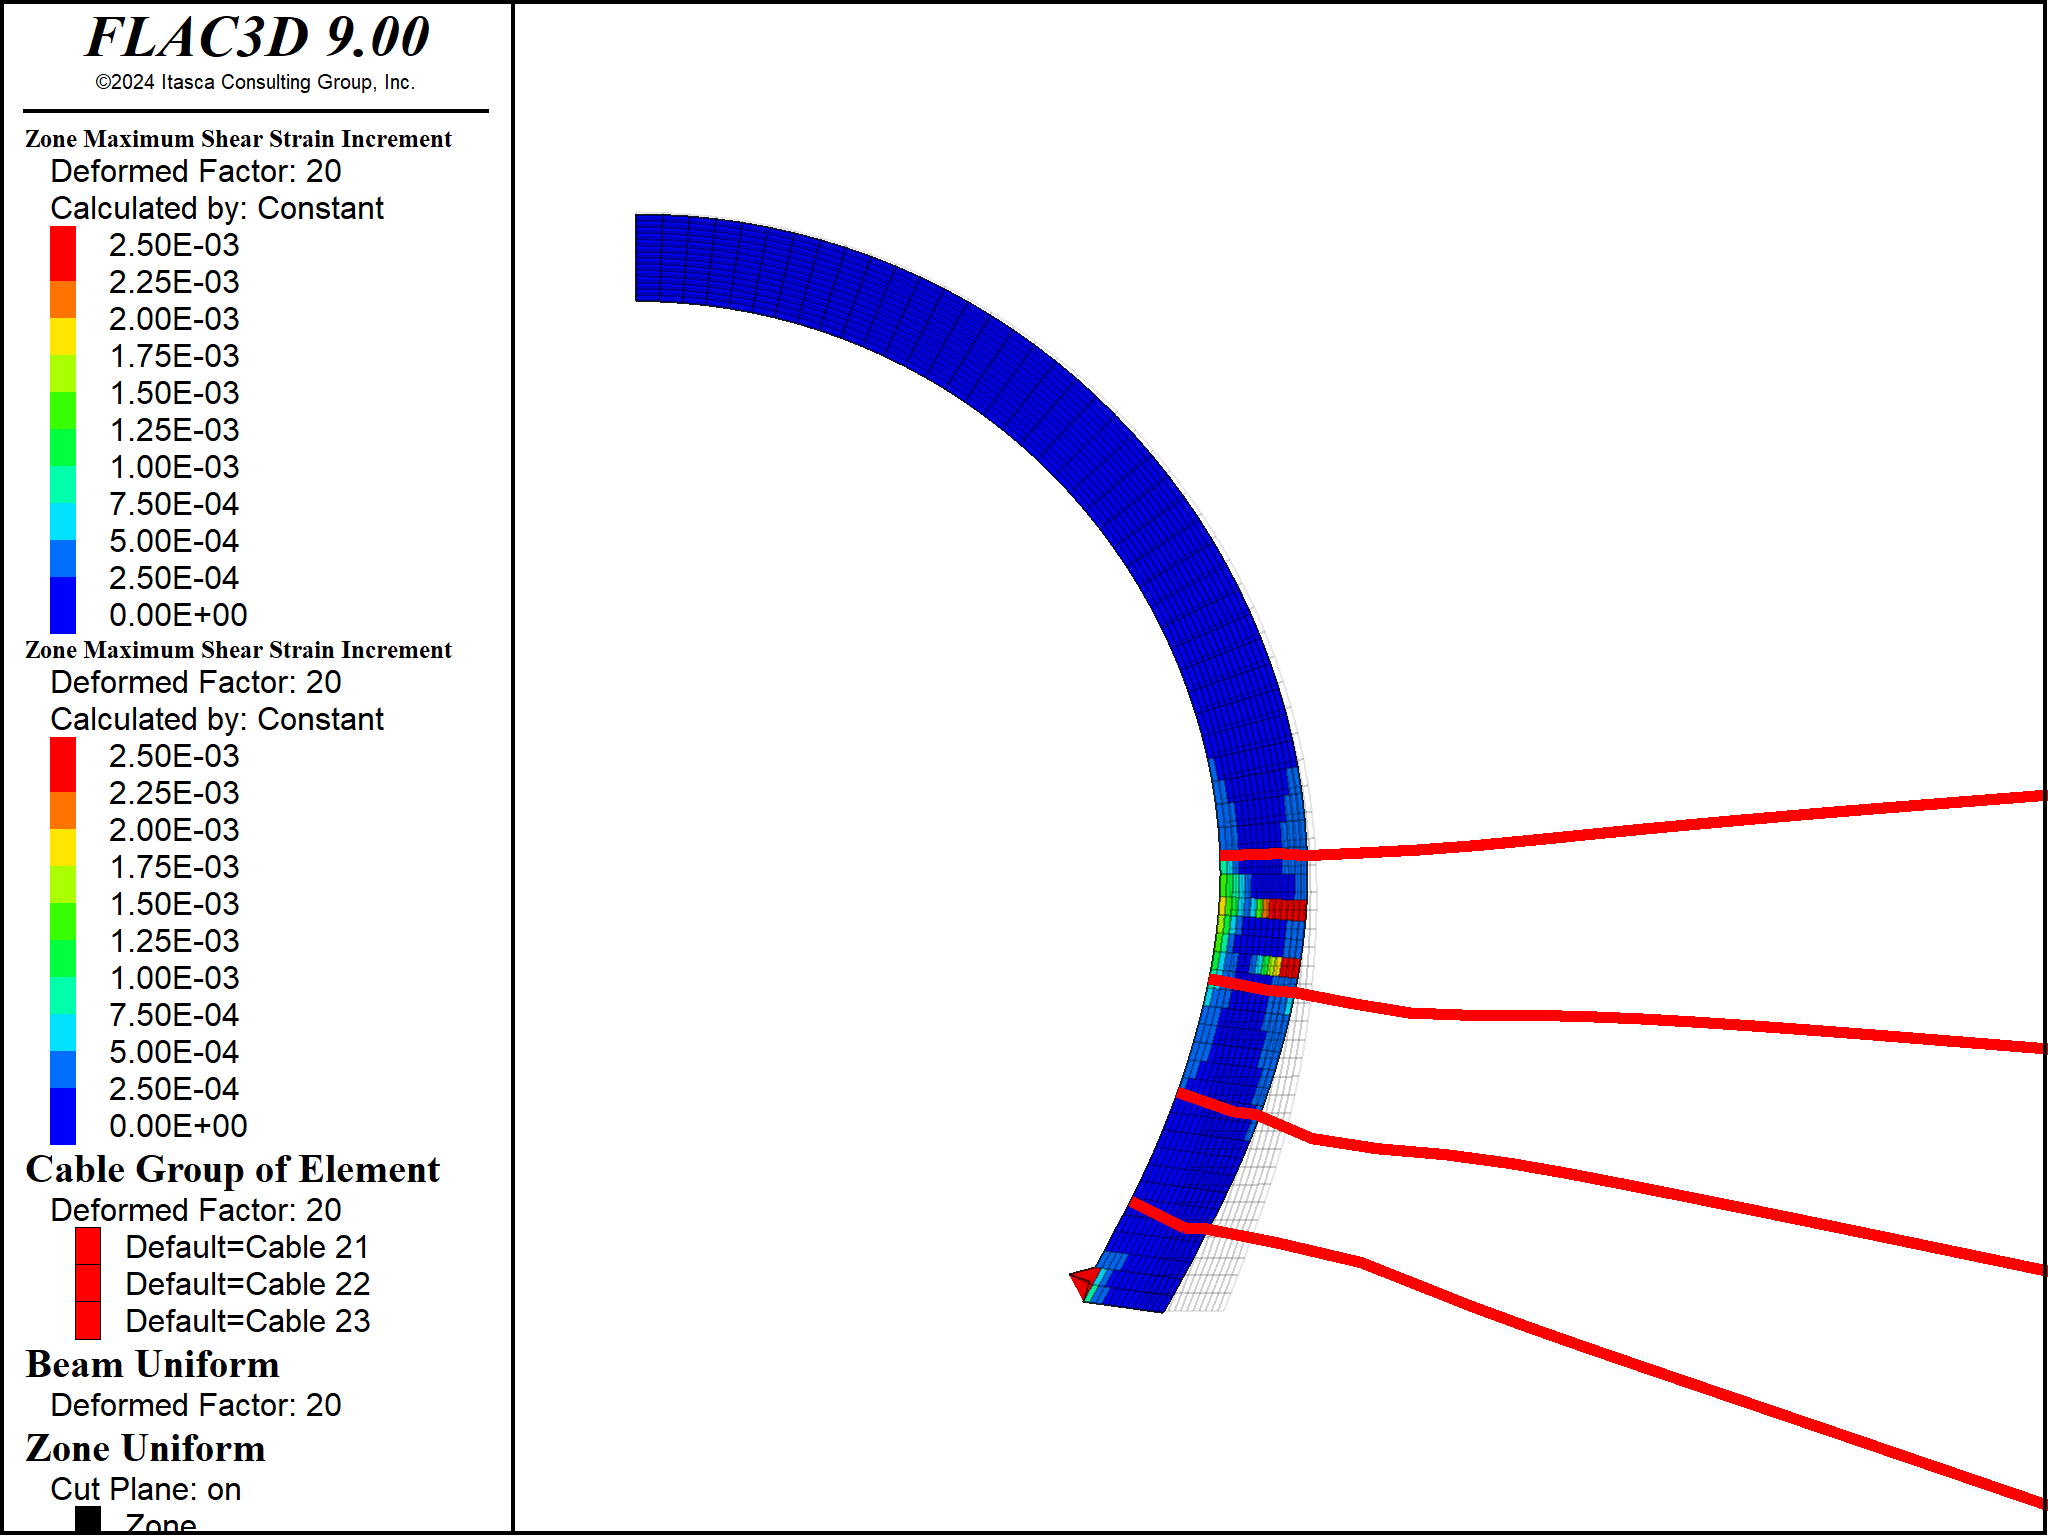 FLAC3D 9.00
©2024 Itasca Consulting Group, Inc.
Zone Maximum Shear Strain Increment
Deformed Factor: 20
Calculated by: Constant
2.50E-03
2.25E-03
2.00E-03
1.75E-03
1.50E-03
1.25E-03
1.00E-03
7.50E-04
5.00E-04
2.50E-04
0.00E+00
Zone Maximum Shear Strain Increment
Deformed Factor: 20
Calculated by: Constant
2.50E-03
2.25E-03
2.00E-03
1.75E-03
1.50E-03
1.25E-03
1.00E-03
7.50E-04
5.00E-04
2.50E-04
0.00E+00
Cable Group of Element
Deformed Factor: 20
Default=Cable 21
Default=Cable 22
Default=Cable 23
Beam Uniform
Deformed Factor: 20
Zone Uniform
Cut Plane: on
Zone